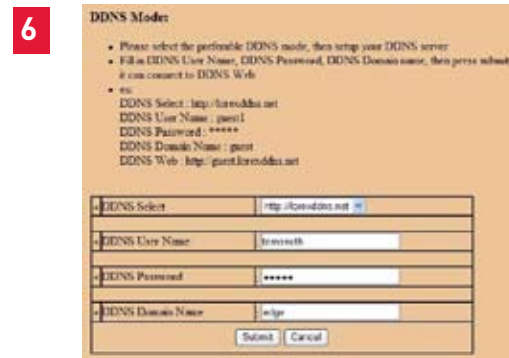 6
DDNS Mode:
Please select the preferable DDNS mode, then setup your DDNS server
Fill in DDNS User Name, DDNS Password, DDNS Domain name, then press submit
it can connect to DDNS Web
ex:
DDNS Select : http://lorexddns.net
DDNS User Name : guest1
DDNS Password : *****
DDNS Domain Name : guest
DDNS Web : http://guest.lorexddns.net
DDNS Select : http://lorexddns.net
DDNS User Name :
DDNS Password : •••••
DDNS Domain Name :
Submit Cancel